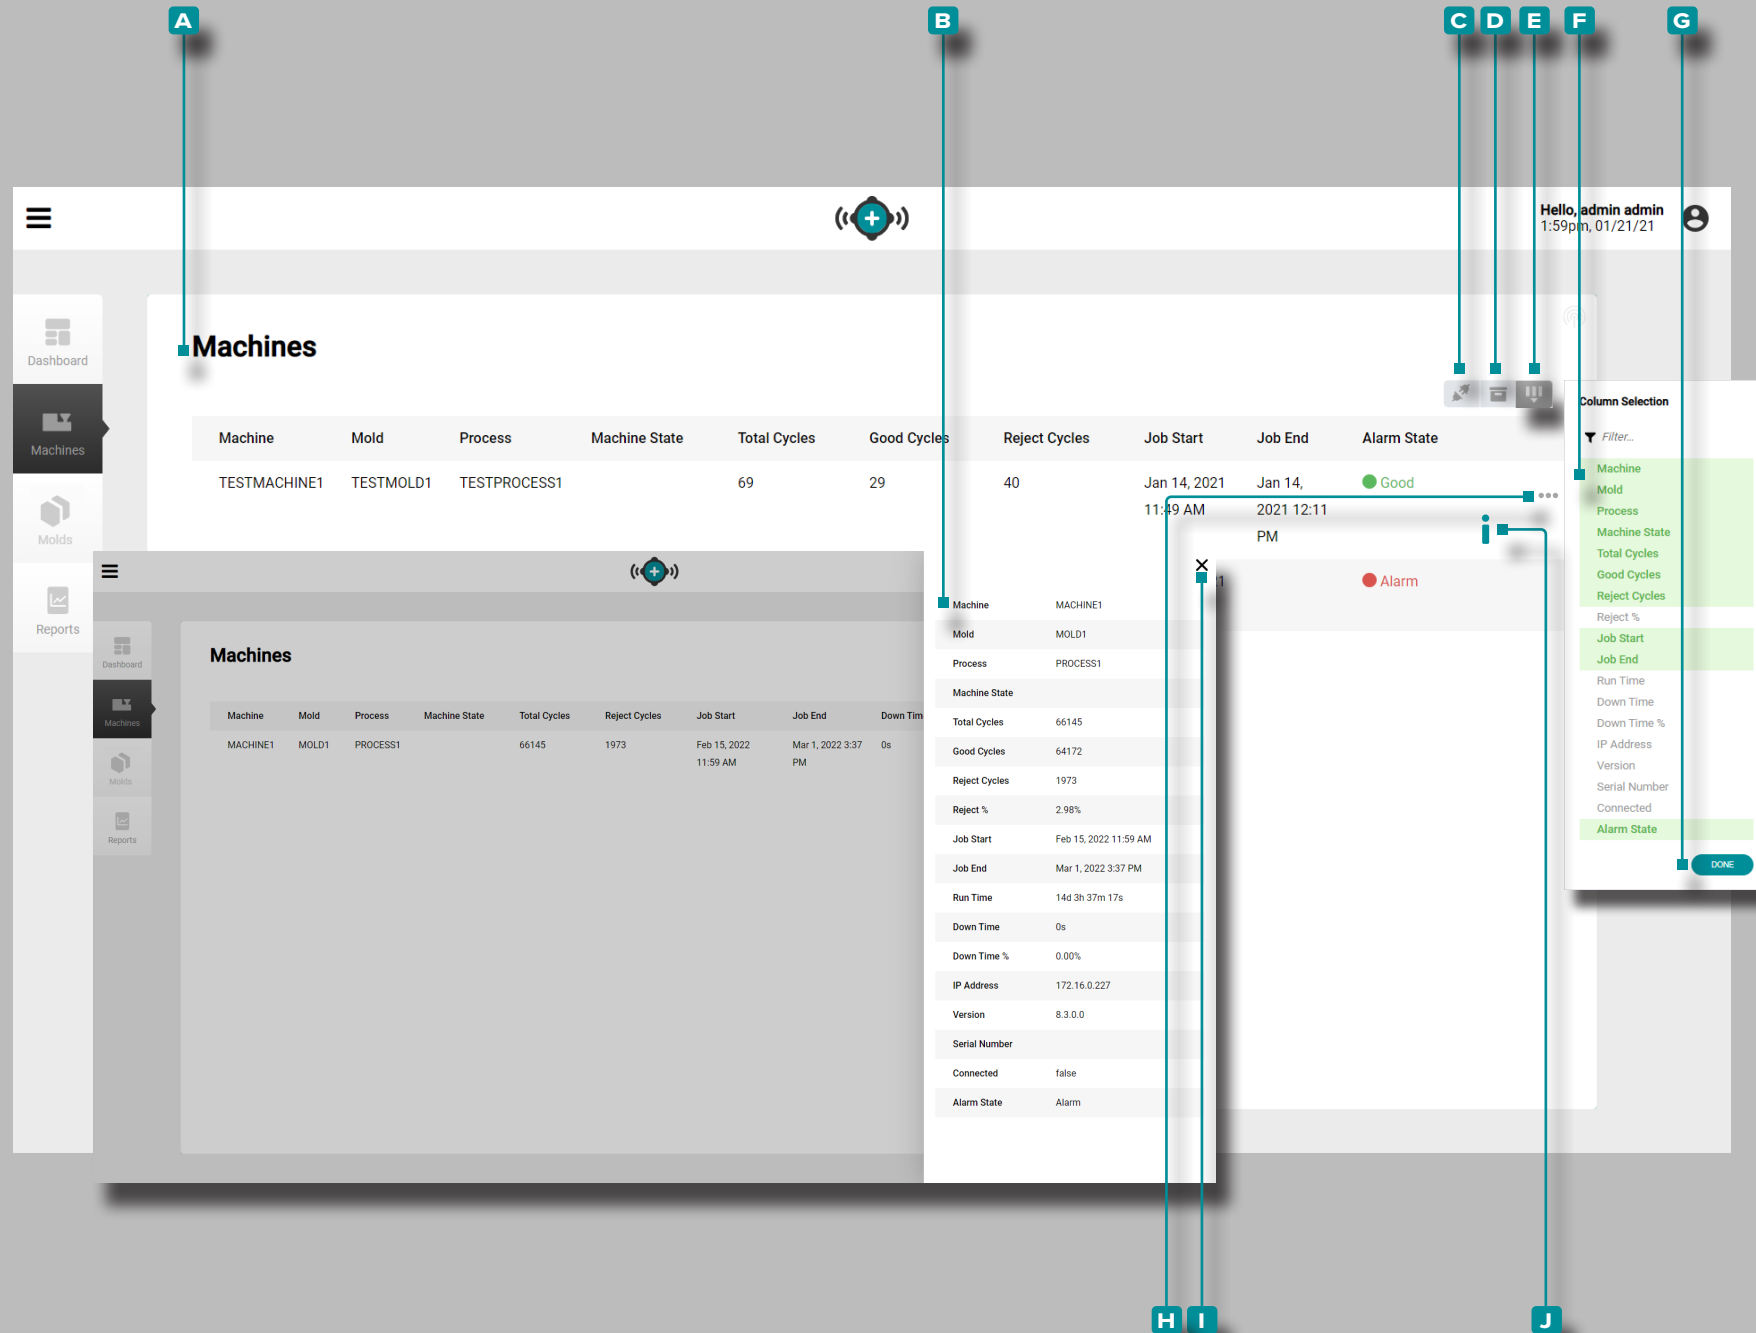 A B C D E F G
Hello, admin admin
1:59pm, 01/21/21
Dashboard
Machines
Molds
Reports
Machines
Machine Mold Process Machine State Total Cycles Good Cycles Reject Cycles Job Start Job End Alarm State
TESTMACHINE1 TESTMOLD1 TESTPROCESS1 69 29 40 Jan 14, 2021 Jan 14, Good
11:49 AM 2021 12:11
PM
Alarm
Column Selection
Filter...
Machine
Mold
Process
Machine State
Total Cycles
Good Cycles
Reject Cycles
Reject %
Job Start
Job End
Run Time
Down Time
Down Time %
IP Address
Version
Serial Number
Connected
Alarm State
DONE
Dashboard
Machines
Molds
Reports
Machines
Machine Mold Process Machine State Total Cycles Reject Cycles Job Start Job End Down Tim
MACHINE1 MOLD1 PROCESS1 66145 1973 Feb 15, 2022 Mar 1, 2022 3:37 0s
11:59 AM PM
Machine MACHINE1
Mold MOLD1
Process PROCESS1
Machine State
Total Cycles 66145
Good Cycles 64172
Reject Cycles 1973
Reject % 2.98%
Job Start Feb 15, 2022 11:59 AM
Job End Mar 1, 2022 3:37 PM
Run Time 14d 3h 37m 17s
Down Time 0s
Down Time % 0.00%
IP Address 172.16.0.227
Version 8.3.0.0
Serial Number
Connected false
Alarm State Alarm
H I J